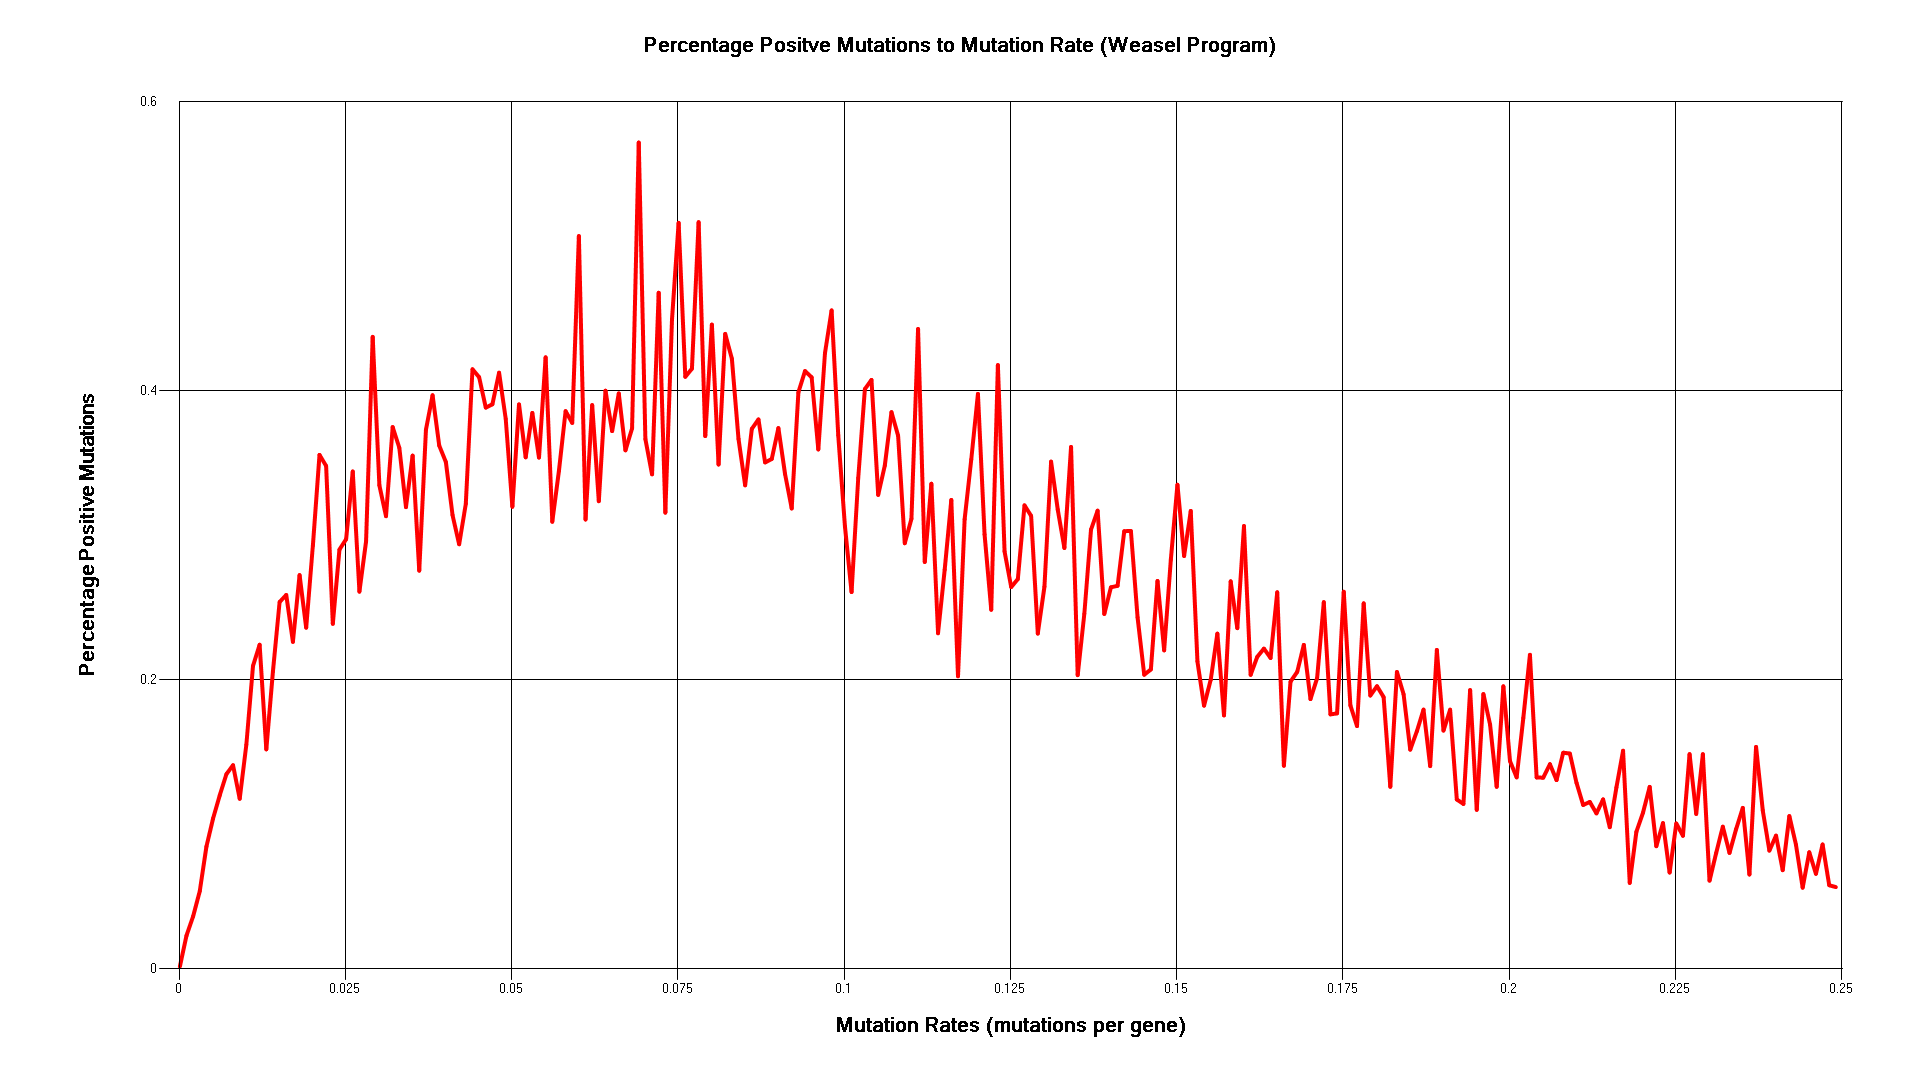 Percentage Positve Mutations to Mutation Rate (Weasel Program)
0.6
0.4
0.2
0
Percentage Positive Mutations
0 0.025 0.05 0.075 0.1 0.125 0.15 0.175 0.2 0.225 0.25
Mutation Rates (mutations per gene)